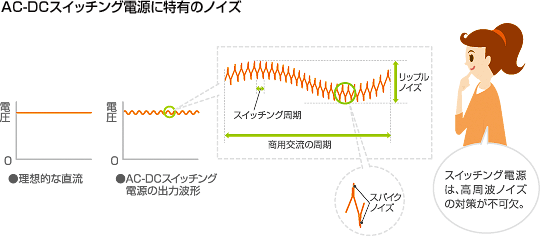 AC-DCスイッチング電源に特有のノイズ
電圧
0
●理想的な直流
電圧
0
●AC-DCスイッチング
電源の出力波形
リップル
ノイズ
スイッチング周期
商用交流の周期
スパイク
ノイズ
スイッチング電源
は、高周波ノイズ
の対策が不可欠。